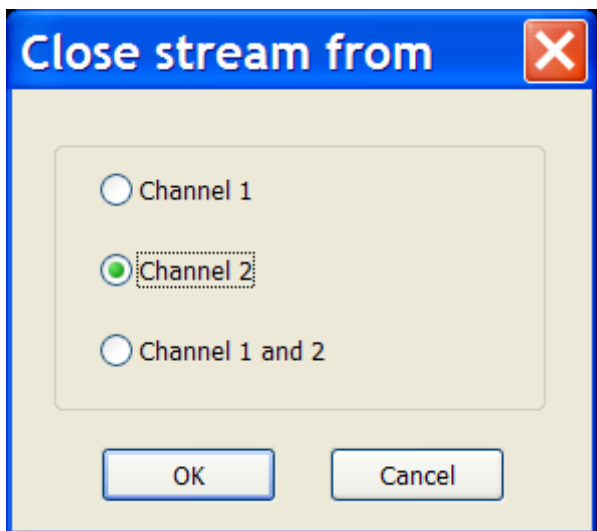 Close stream from
Channel 1
Channel 2
Channel 1 and 2
OK Cancel